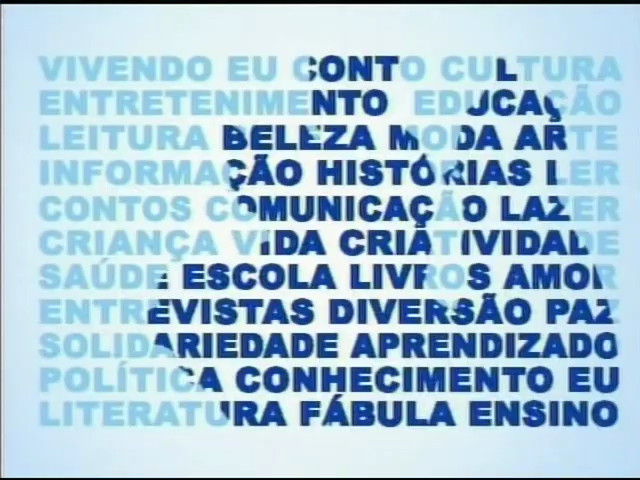 VIVENDO EU CONTO CULTURA
ENTRETENIMENTO EDUCAÇÃO
LEITURA BELEZA MODA ARTE
INFORMAÇÃO HISTÓRIAS LER
CONTOS COMUNICAÇÃO LAZER
CRIANÇA VIDA CRIATIVIDADE
SAÚDE ESCOLA LIVROS AMOR
ENTREVISTAS DIVERSÃO PAZ
SOLIDARIEDADE APRENDIZADO
POLÍTICA CONHECIMENTO EU
LITERATURA FÁBULA ENSINO